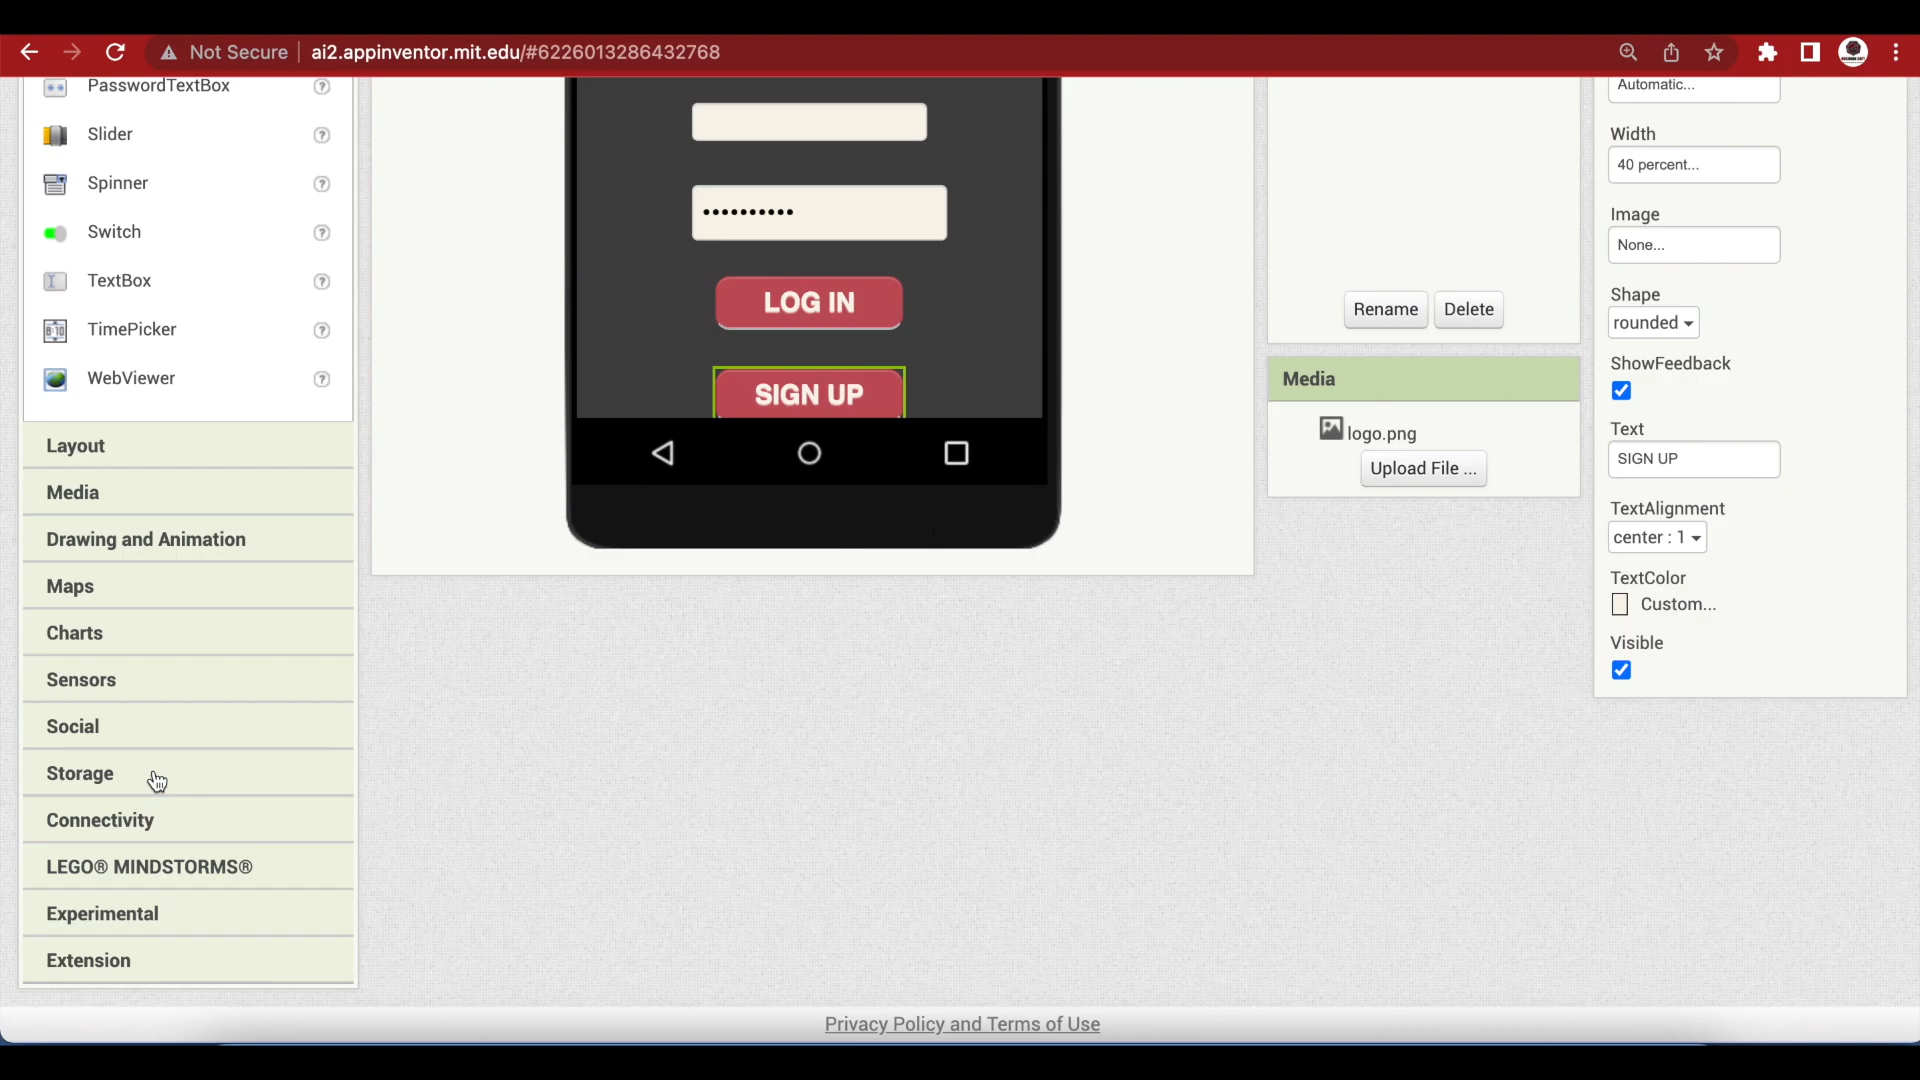 Not Secure
ai2.appinventor.mit.edu/#6226013286432768
PasswordTextBox ?
Slider ?
Spinner ?
Switch ?
TextBox ?
TimePicker ?
WebViewer ?
Layout
Media
Drawing and Animation
Maps
Charts
Sensors
Social
Storage
Connectivity
LEGO® MINDSTORMS®
Experimental
Extension
••••••••••
LOG IN
SIGN UP
Rename
Delete
Media
logo.png
Upload File ...
Automatic...
Width
40 percent...
Image
None...
Shape
rounded
ShowFeedback
Text
SIGN UP
TextAlignment
center : 1
TextColor
Custom...
Visible
Privacy Policy and Terms of Use